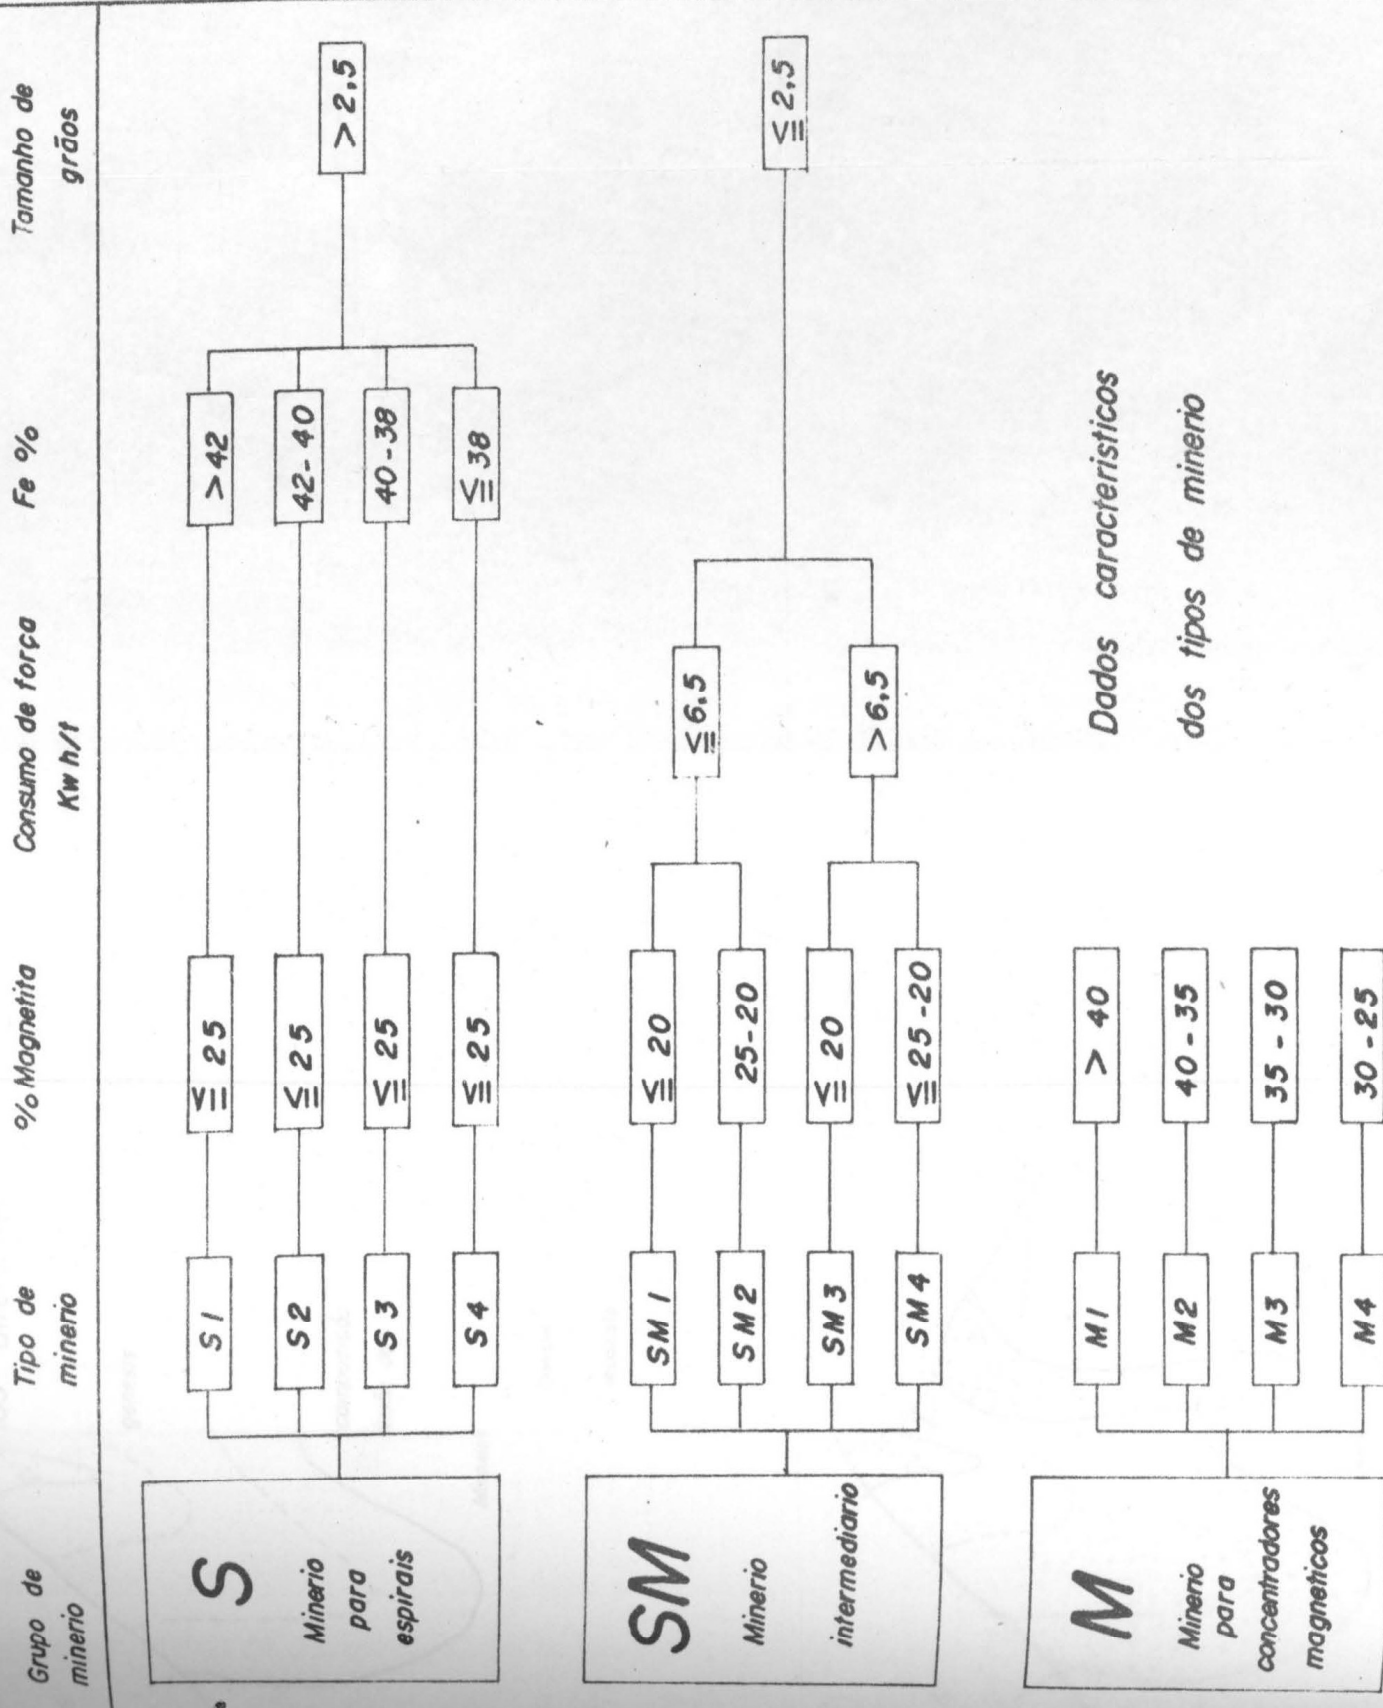 Grupo de
minerio
Tipo de
minerio
% Magnetita
Consumo de força
Kwh/t
Fe %
Tamanho de
grãos
S
Minerio
para
espirais
S1
≦ 25
> 42
S2
≦ 25
42-40
S3
≦ 25
40-38
S4
≦ 25
≦ 38
> 2,5
SM
Minerio
intermediario
SM1
≦ 20
SM2
25-20
≦ 6,5
SM3
≦ 20
SM4
≦ 25-20
> 6,5
≦ 2,5
M
Minerio
para
concentradores
magneticos
M1
> 40
M2
40-35
M3
35-30
M4
30-25
Dados caracteristicos
dos tipos de minerio